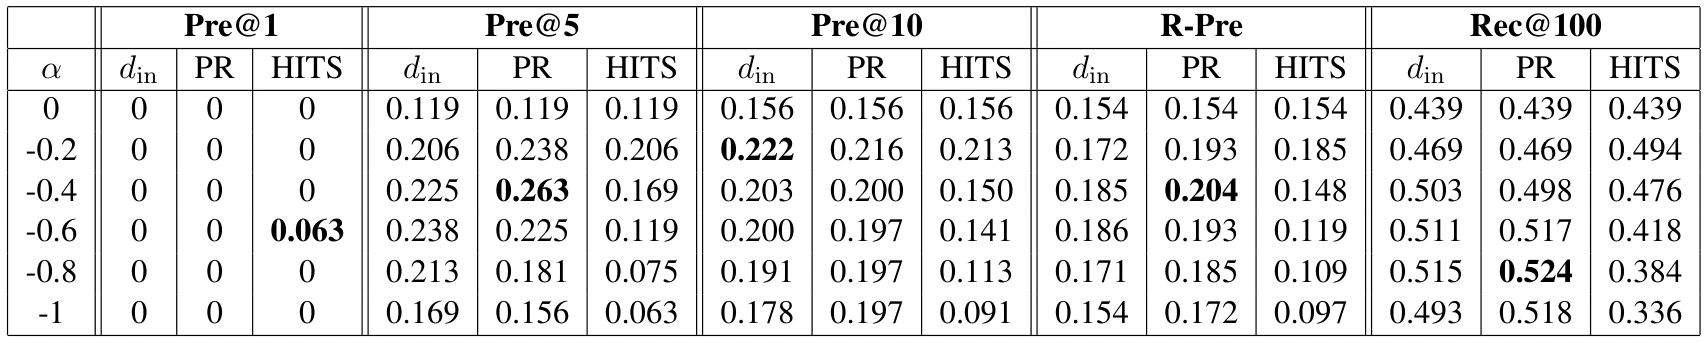 Pre@1 Pre@5 Pre@10 R-Pre Rec@100
α d_in PR HITS d_in PR HITS d_in PR HITS d_in PR HITS d_in PR HITS
0 0 0 0 0.119 0.119 0.119 0.156 0.156 0.156 0.154 0.154 0.154 0.439 0.439 0.439
-0.2 0 0 0 0.206 0.238 0.206 0.222 0.216 0.213 0.172 0.193 0.185 0.469 0.469 0.494
-0.4 0 0 0 0.225 0.263 0.169 0.203 0.200 0.150 0.185 0.204 0.148 0.503 0.498 0.476
-0.6 0 0 0.063 0.238 0.225 0.119 0.200 0.197 0.141 0.186 0.193 0.119 0.511 0.517 0.418
-0.8 0 0 0 0.213 0.181 0.075 0.191 0.197 0.113 0.171 0.185 0.109 0.515 0.524 0.384
-1 0 0 0 0.169 0.156 0.063 0.178 0.197 0.091 0.154 0.172 0.097 0.493 0.518 0.336